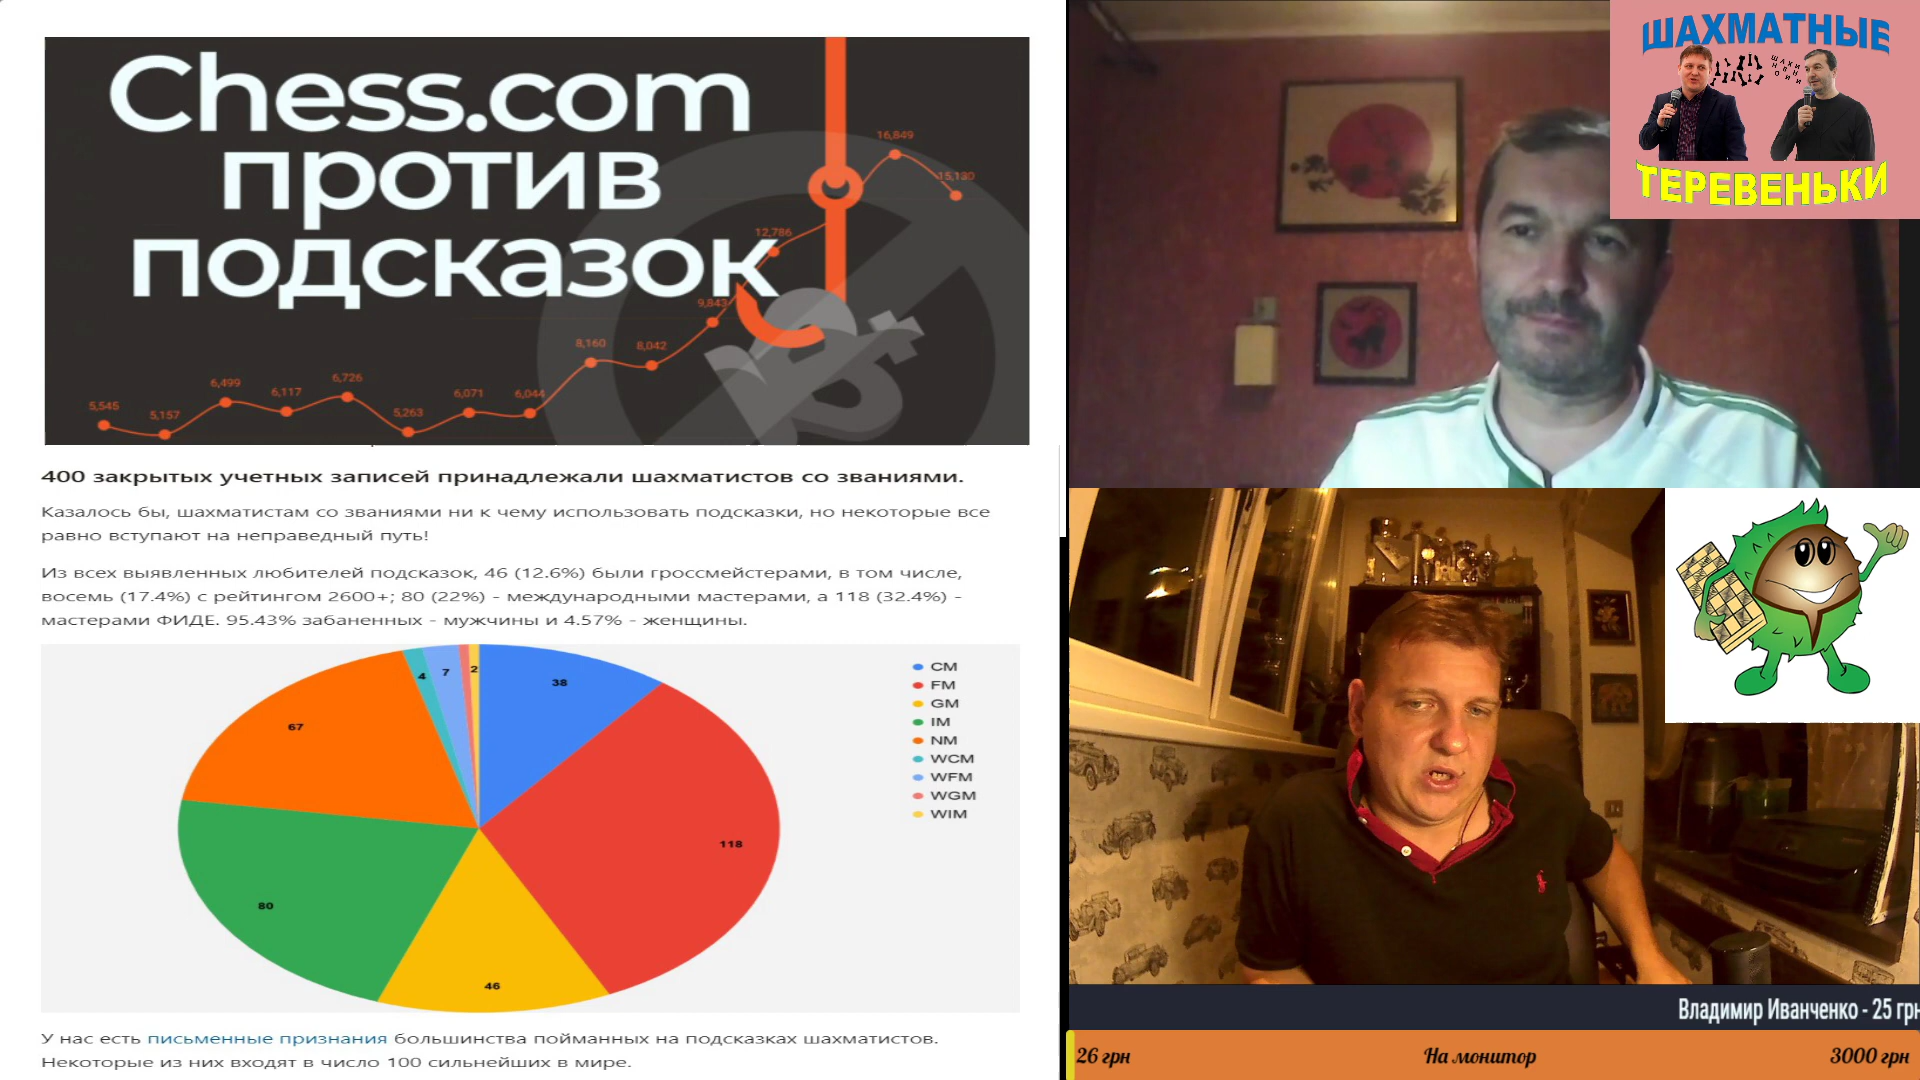 Chess.com
против
подсказок
16,849
15,130
12,786
9,843
8,160
8,042
6,726
6,499
6,117
6,071
6,044
5,545
5,157
5,263
400 закрытых учетных записей принадлежали шахматистов со званиями.
Казалось бы, шахматистам со званиями ни к чему использовать подсказки, но некоторые все
равно вступают на неправедный путь!
Из всех выявленных любителей подсказок, 46 (12.6%) были гроссмейстерами, в том числе,
восемь (17.4%) с рейтингом 2600+; 80 (22%) - международными мастерами, а 118 (32.4%) -
мастерами ФИДЕ. 95.43% забаненных - мужчины и 4.57% - женщины.
4
7
2
38
67
118
80
46
CM
FM
GM
IM
NM
WCM
WFM
WGM
WIM
У нас есть письменные признания большинства пойманных на подсказках шахматистов.
Некоторые из них входят в число 100 сильнейших в мире.
ШАХМАТНЫЕ
ТЕРЕВЕНЬКИ
Владимир Иванченко - 25 грн
26 грн
На монитор
3000 грн